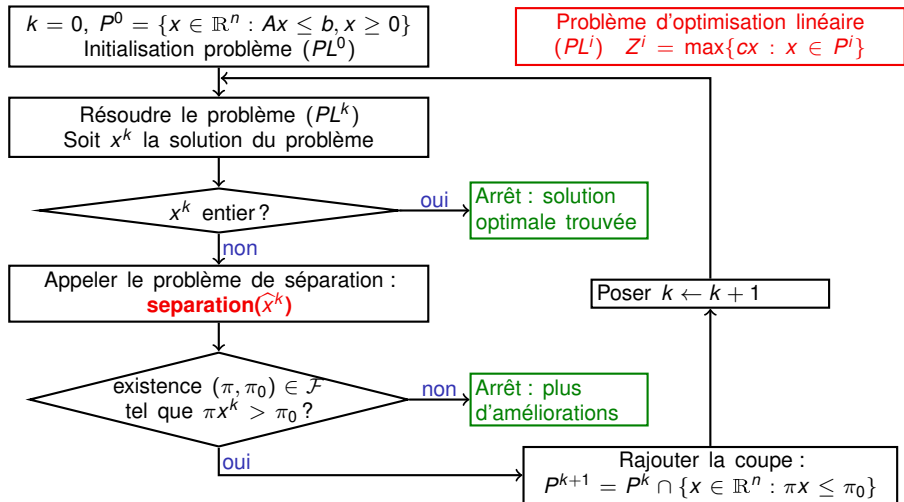 k = 0, P⁰ = {x ∈ ℝⁿ : Ax ≤ b, x ≥ 0}
Initialisation problème (PL⁰)
Problème d'optimisation linéaire
(PLⁱ) Zⁱ = max{cx : x ∈ Pⁱ}
Résoudre le problème (PLᵏ)
Soit xᵏ la solution du problème
xᵏ entier ?
oui
Arrêt : solution
optimale trouvée
non
Appeler le problème de séparation :
separation(x̂ᵏ)
Poser k ← k + 1
existence (π, π₀) ∈ ℱ
tel que πxᵏ > π₀ ?
non
Arrêt : plus
d'améliorations
oui
Rajouter la coupe :
Pᵏ⁺¹ = Pᵏ ∩ {x ∈ ℝⁿ : πx ≤ π₀}